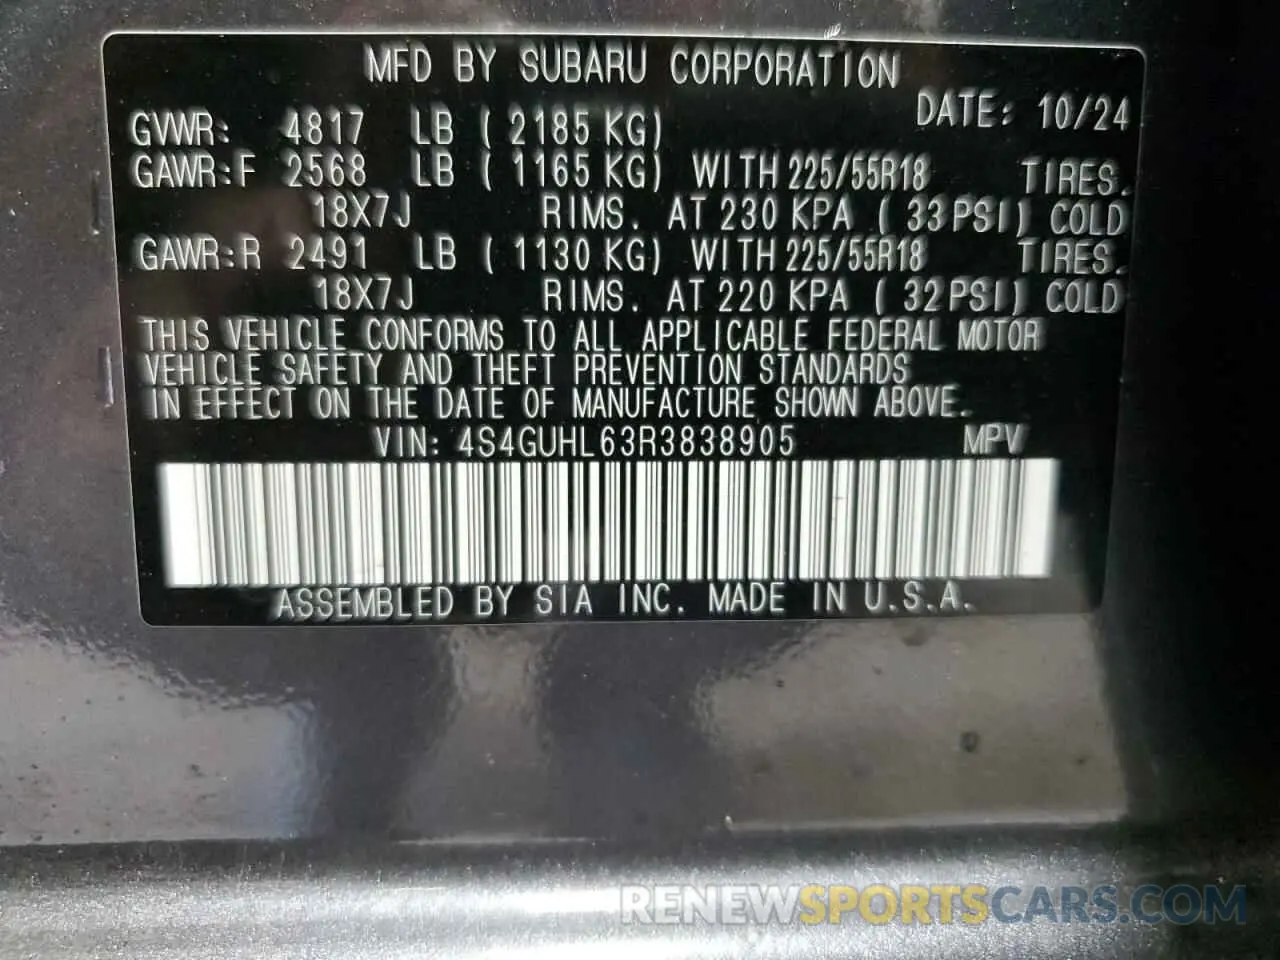 MFD BY SUBARU CORPORATION
DATE: 10/24
GVWR: 4817 LB ( 2185 KG)
GAWR:F 2568 LB ( 1165 KG) WITH 225/55R18 TIRES.
18X7J RIMS. AT 230 KPA ( 33PSI) COLD
GAWR:R 2491 LB ( 1130 KG) WITH 225/55R18 TIRES.
18X7J RIMS. AT 220 KPA ( 32PSI) COLD
THIS VEHICLE CONFORMS TO ALL APPLICABLE FEDERAL MOTOR
VEHICLE SAFETY AND THEFT PREVENTION STANDARDS
IN EFFECT ON THE DATE OF MANUFACTURE SHOWN ABOVE.
VIN: 4S4GUHL63R3838905 MPV
ASSEMBLED BY SIA INC. MADE IN U.S.A.
RENEWSPORTSCARS.COM